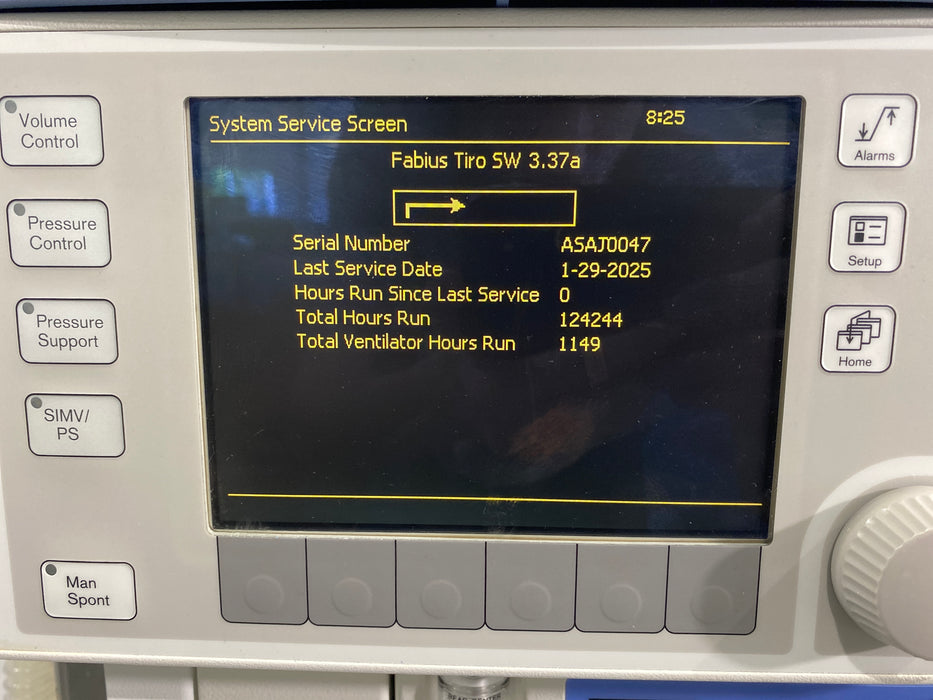 System Service Screen
8:25
Fabius Tiro SW 3.37a
Serial Number ASAJ0047
Last Service Date 1-29-2025
Hours Run Since Last Service 0
Total Hours Run 124244
Total Ventilator Hours Run 1149
Volume
Control
Pressure
Control
Pressure
Support
SIMV/
PS
Man
Spont
Alarms
Setup
Home